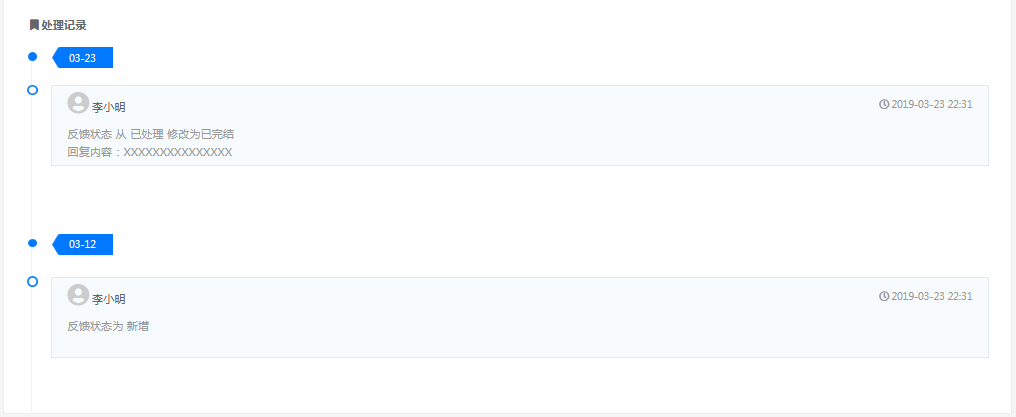 处理记录
03-23
李小明
2019-03-23 22:31
反馈状态 从 已处理 修改为已完结
回复内容：XXXXXXXXXXXXXXX
03-12
李小明
2019-03-23 22:31
反馈状态为 新增